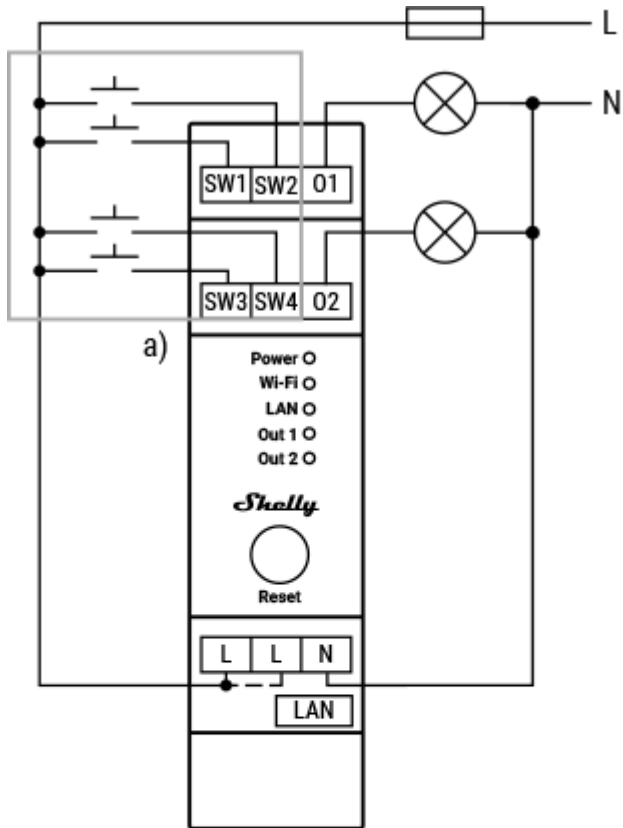 L
N
SW1 SW2 O1
SW3 SW4 O2
a)
Power
Wi-Fi
LAN
Out 1
Out 2
Shelly
Reset
L L N
LAN